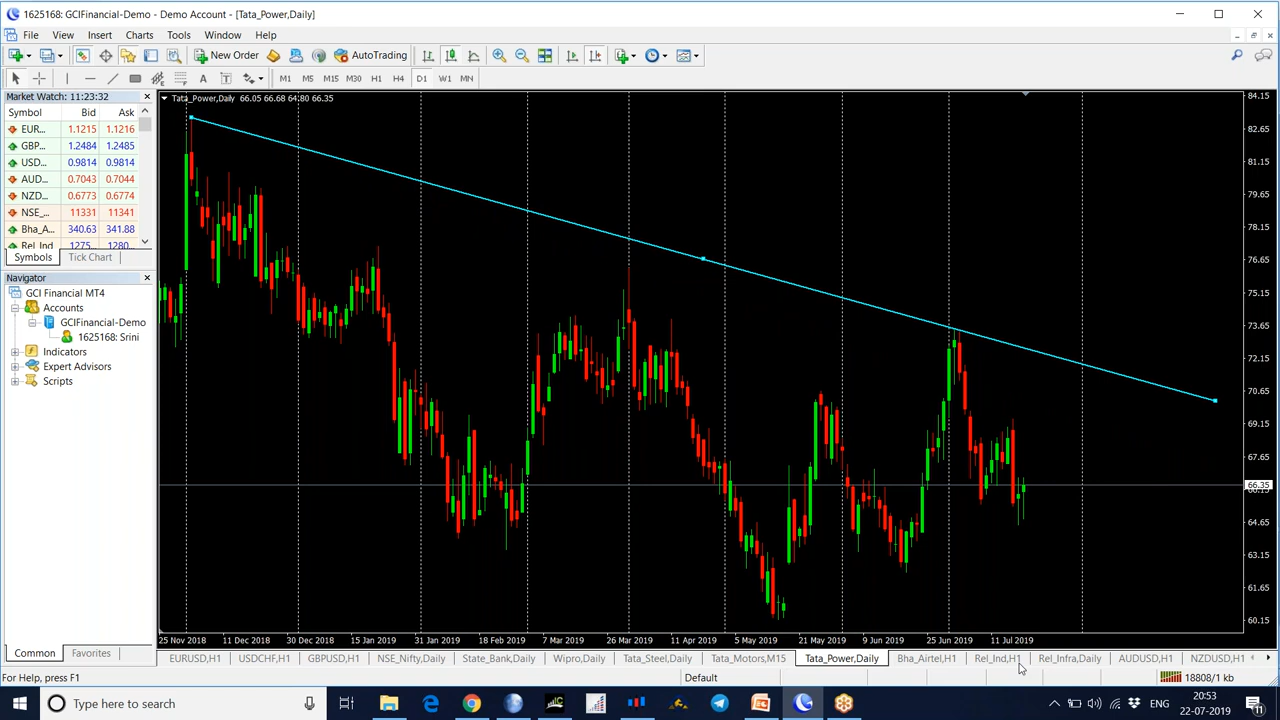 1625168: GCIFinancial-Demo - Demo Account - [Tata_Power,Daily]
File View Insert Charts Tools Window Help
New Order AutoTrading
A T M1 M5 M15 M30 H1 H4 D1 W1 MN
Market Watch: 11:23:32
Symbol Bid Ask
EUR... 1.1215 1.1216
GBP... 1.2484 1.2485
USD... 0.9814 0.9815
AUD... 0.7043 0.7044
NZD... 0.6773 0.6774
NSE_... 11331 11341
Bha_A... 340.63 341.88
Rel_Ind 1275... 1280...
Symbols Tick Chart
Navigator
GCI Financial MT4
Accounts
GCIFinancial-Demo
1625168: Srini
Indicators
Expert Advisors
Scripts
Common Favorites
Tata_Power,Daily 66.05 66.68 64.80 66.35
84.15
82.65
81.15
79.65
78.15
76.65
75.15
73.65
72.15
70.65
69.15
67.65
66.35
66.15
64.65
63.15
61.65
60.15
25 Nov 2018 11 Dec 2018 30 Dec 2018 15 Jan 2019 31 Jan 2019 18 Feb 2019 7 Mar 2019 26 Mar 2019 11 Apr 2019 5 May 2019 21 May 2019 9 Jun 2019 25 Jun 2019 11 Jul 2019
EURUSD,H1 USDCHF,H1 GBPUSD,H1 NSE_Nifty,Daily State_Bank,Daily Wipro,Daily Tata_Steel,Daily Tata_Motors,M15 Tata_Power,Daily Bha_Airtel,H1 Rel_Ind,H1 Rel_Infra,Daily AUDUSD,H1 NZDUSD,H1
For Help, press F1 Default 18808/1 kb
Type here to search
ENG
20:53
22-07-2019
11